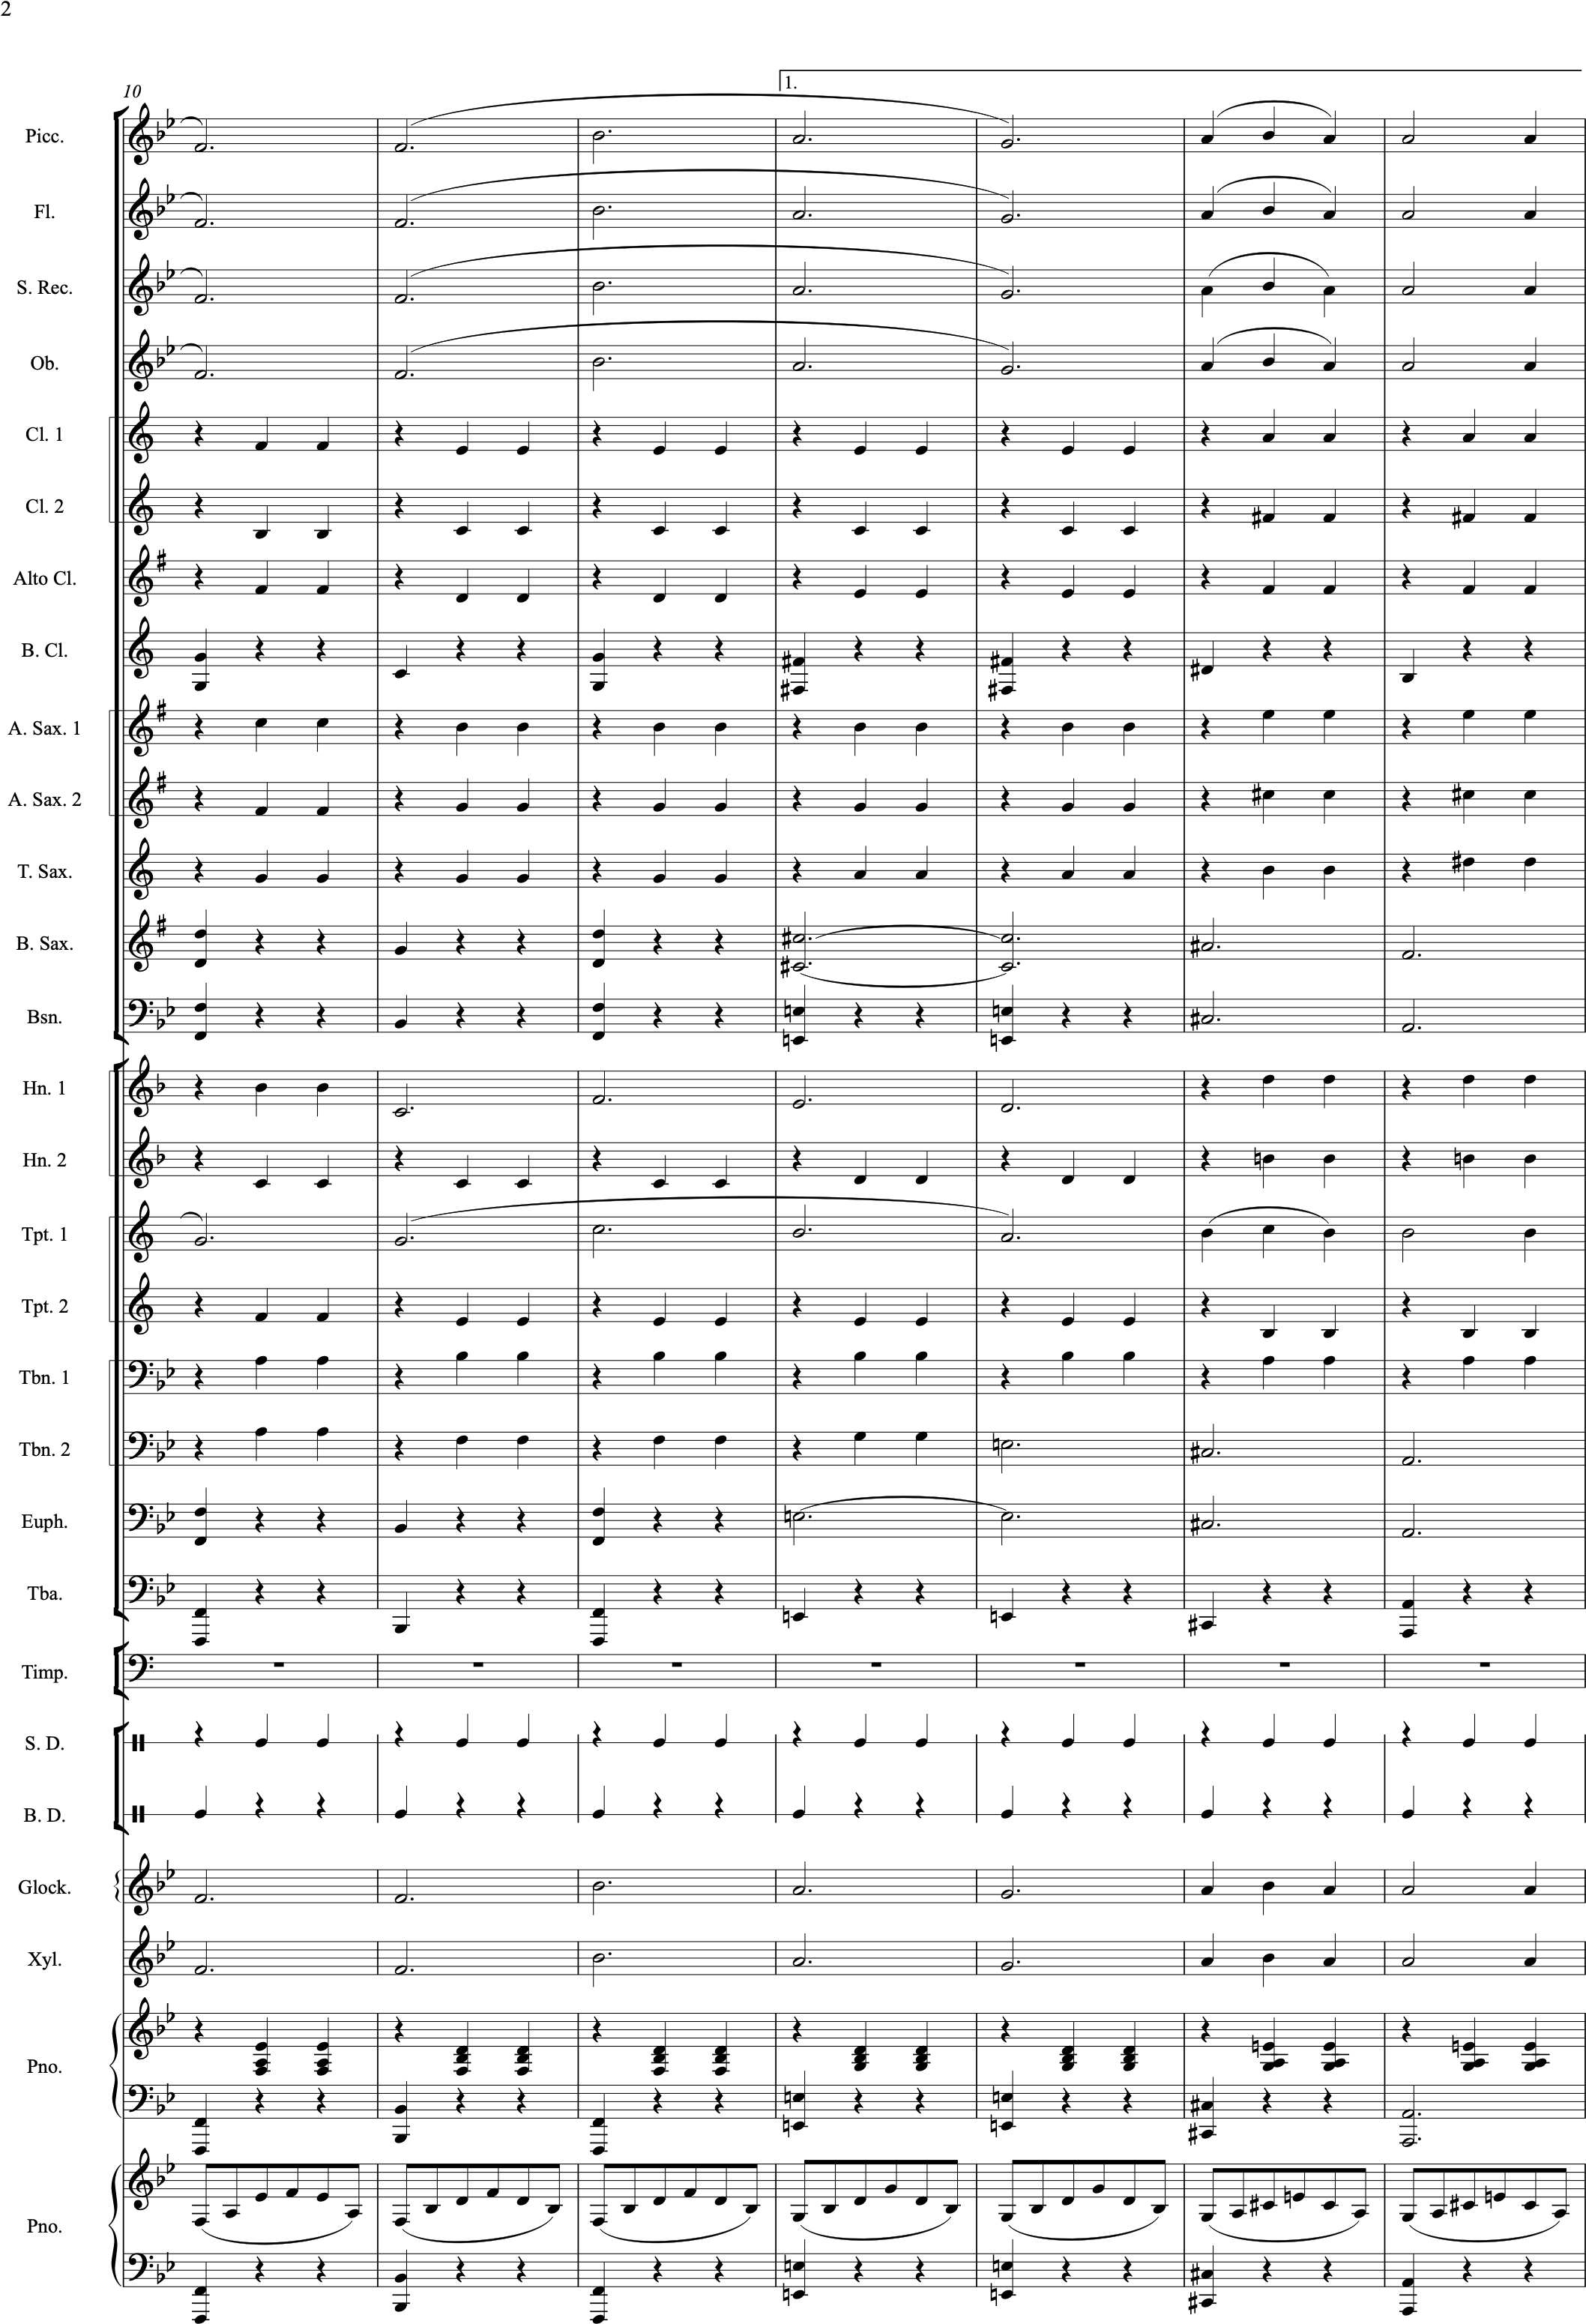 2
10
1.
Picc.
Fl.
S. Rec.
Ob.
Cl. 1
Cl. 2
Alto Cl.
B. Cl.
A. Sax. 1
A. Sax. 2
T. Sax.
B. Sax.
Bsn.
Hn. 1
Hn. 2
Tpt. 1
Tpt. 2
Tbn. 1
Tbn. 2
Euph.
Tba.
Timp.
S. D.
B. D.
Glock.
Xyl.
Pno.
Pno.